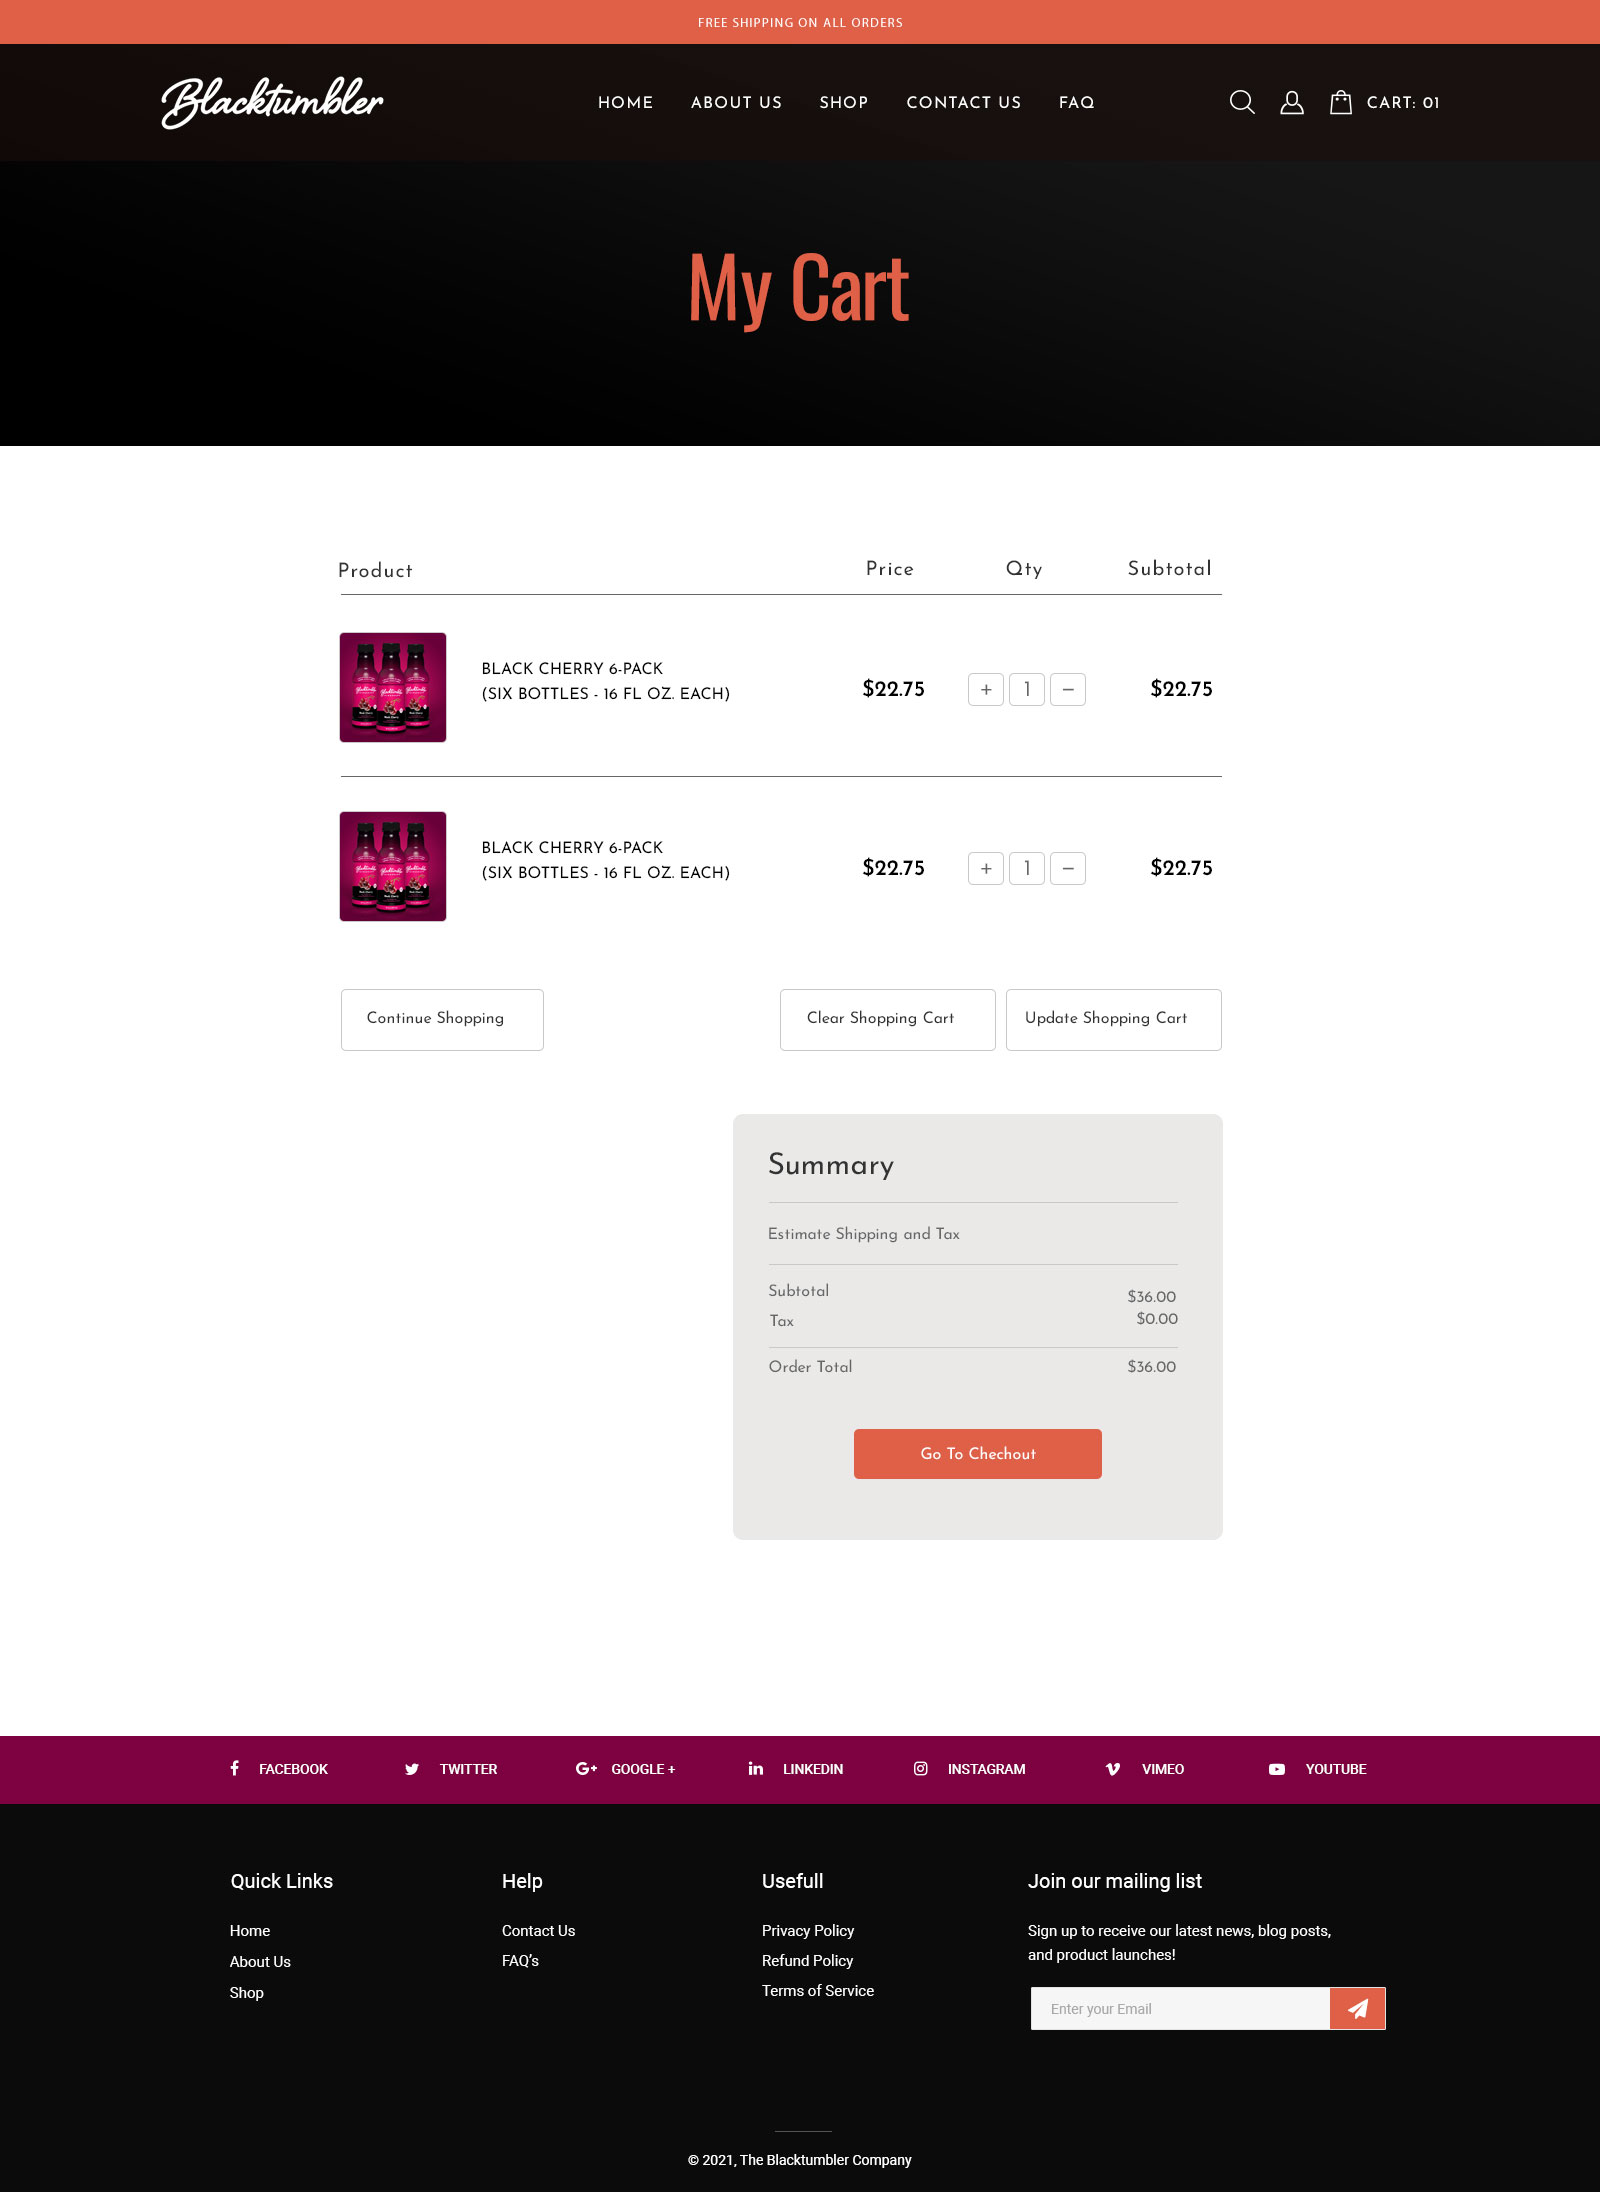 FREE SHIPPING ON ALL ORDERS
Blacktumbler
HOME ABOUT US SHOP CONTACT US FAQ CART: 01
My Cart
Product Price Qty Subtotal
BLACK CHERRY 6-PACK
(SIX BOTTLES - 16 FL OZ. EACH)
$22.75 + 1 − $22.75
BLACK CHERRY 6-PACK
(SIX BOTTLES - 16 FL OZ. EACH)
$22.75 + 1 − $22.75
Continue Shopping Clear Shopping Cart Update Shopping Cart
Summary
Estimate Shipping and Tax
Subtotal $36.00
Tax $0.00
Order Total $36.00
Go To Chechout
FACEBOOK TWITTER GOOGLE + LINKEDIN INSTAGRAM VIMEO YOUTUBE
Quick Links
Home
About Us
Shop
Help
Contact Us
FAQ’s
Usefull
Privacy Policy
Refund Policy
Terms of Service
Join our mailing list
Sign up to receive our latest news, blog posts,
and product launches!
Enter your Email
© 2021, The Blacktumbler Company